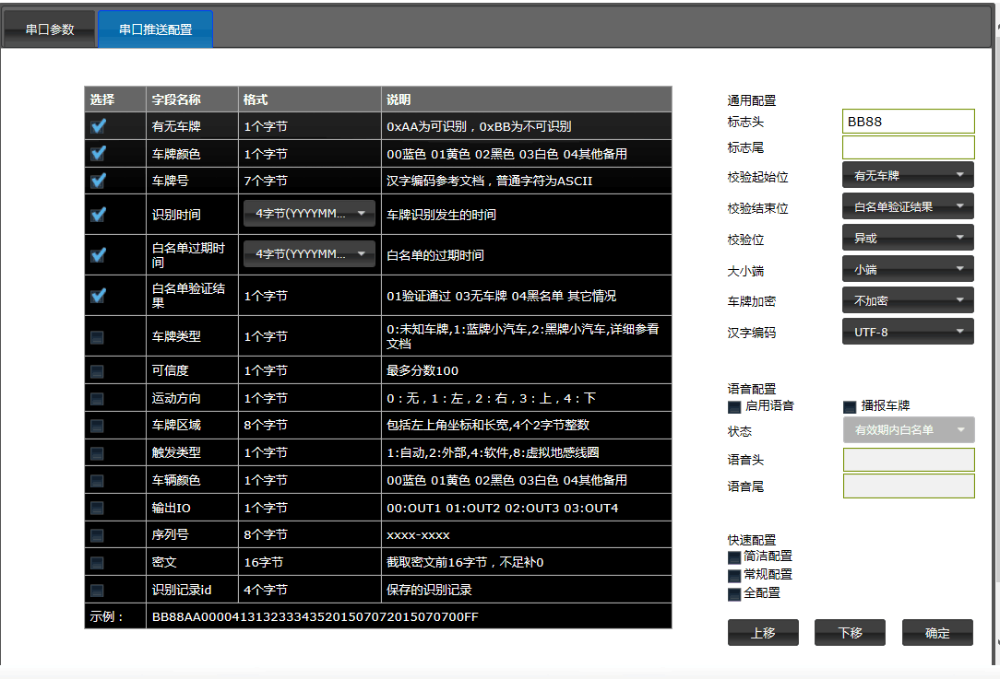 串口参数 串口推送配置
选择 字段名称 格式 说明
有无车牌 1个字节 0xAA为可识别，0xBB为不可识别
车牌颜色 1个字节 00蓝色 01黄色 02黑色 03白色 04其他备用
车牌号 7个字节 汉字编码参考文档，普通字符为ASCII
识别时间 4字节(YYYYMM... 车牌识别发生的时间
白名单过期时
间 4字节(YYYYMM... 白名单的过期时间
白名单验证结
果 1个字节 01验证通过 03无车牌 04黑名单 其它情况
车牌类型 1个字节 0:未知车牌,1:蓝牌小汽车,2:黑牌小汽车,详细参看
文档
可信度 1个字节 最多分数100
运动方向 1个字节 0：无，1：左，2：右，3：上，4：下
车牌区域 8个字节 包括左上角坐标和长宽,4个2字节整数
触发类型 1个字节 1:自动,2:外部,4:软件,8:虚拟地感线圈
车辆颜色 1个字节 00蓝色 01黄色 02黑色 03白色 04其他备用
输出IO 1个字节 00:OUT1 01:OUT2 02:OUT3 03:OUT4
序列号 8个字节 xxxx-xxxx
密文 16字节 截取密文前16字节，不足补0
识别记录id 4个字节 保存的识别记录
示例： BB88AA00004131323334352015070720150707​00FF
通用配置
标志头 BB88
标志尾
校验起始位 有无车牌
校验结束位 白名单验证结果
校验位 异或
大小端 小端
车牌加密 不加密
汉字编码 UTF-8
语音配置
启用语音 播报车牌
状态 有效期内白名单
语音头
语音尾
快速配置
简洁配置
常规配置
全配置
上移 下移 确定